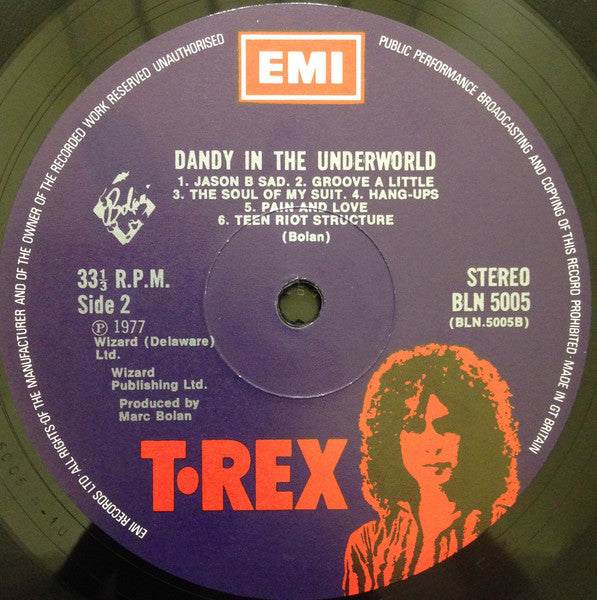 EMI
DANDY IN THE UNDERWORLD
1. JASON B SAD. 2. GROOVE A LITTLE
3. THE SOUL OF MY SUIT. 4. HANG-UPS
5. PAIN AND LOVE
6. TEEN RIOT STRUCTURE
(Bolan)
Bolan
33⅓ R.P.M.
Side 2
Ⓟ 1977
Wizard (Delaware)
Ltd.
Wizard
Publishing Ltd.
Produced by
Marc Bolan
STEREO
BLN 5005
(BLN.5005B)
T•REX
EMI RECORDS LTD. ALL RIGHTS OF THE MANUFACTURER AND OF THE OWNER OF THE RECORDED WORK RESERVED UNAUTHORISED
PUBLIC PERFORMANCE BROADCASTING AND COPYING OF THIS RECORD PROHIBITED · MADE IN GT BRITAIN